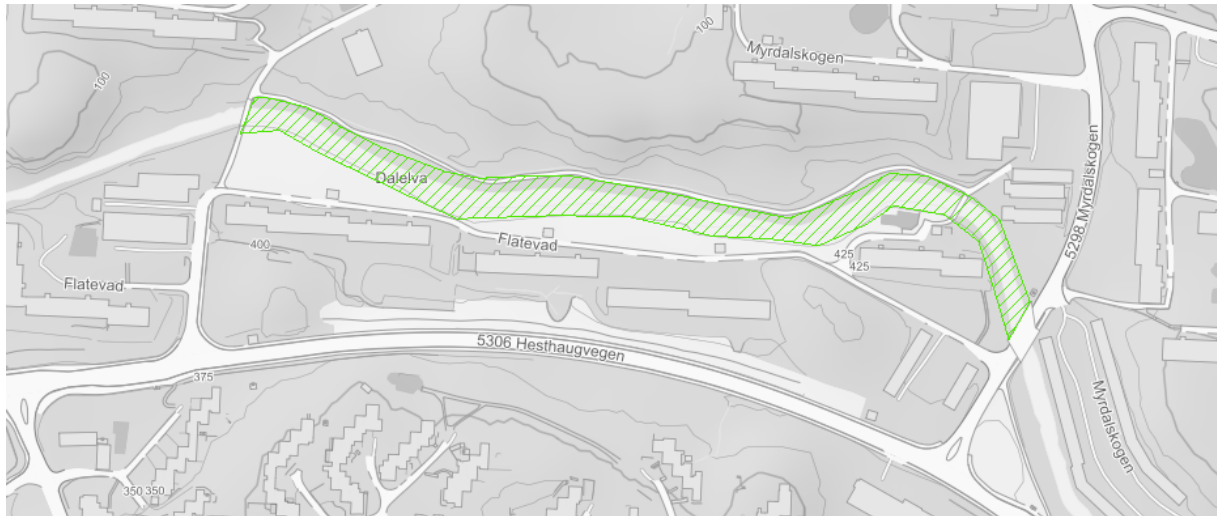 100
Myrdalskogen
100
Dalelva
5298 Myrdalskogen
Flatevad
400
425
425
Flatevad
5306 Hesthaugvegen
375
Myrdalskogen
350 350